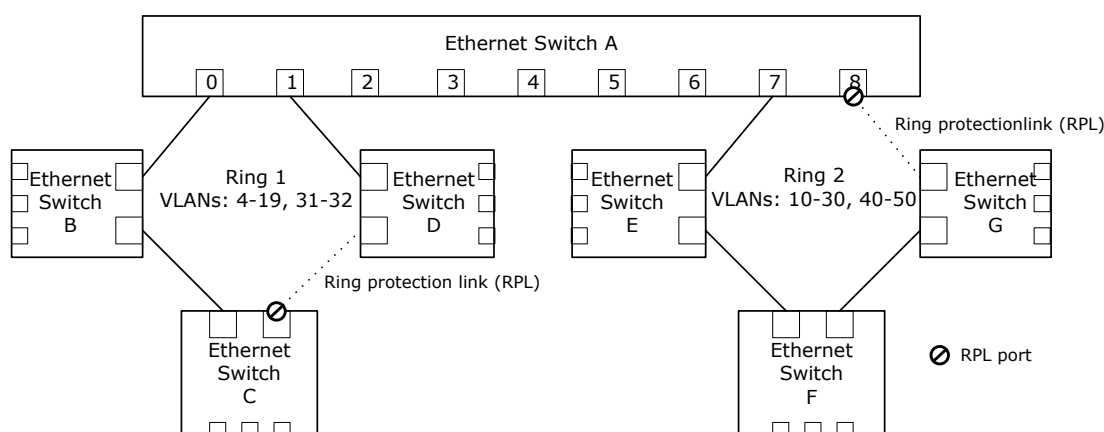 Ethernet Switch A
0 1 2 3 4 5 6 7 8
Ring protectionlink (RPL)
Ethernet
Switch
B
Ring 1
VLANs: 4-19, 31-32
Ethernet
Switch
D
Ethernet
Switch
E
Ring 2
VLANs: 10-30, 40-50
Ethernet
Switch
G
Ring protection link (RPL)
Ethernet
Switch
C
Ethernet
Switch
F
RPL port